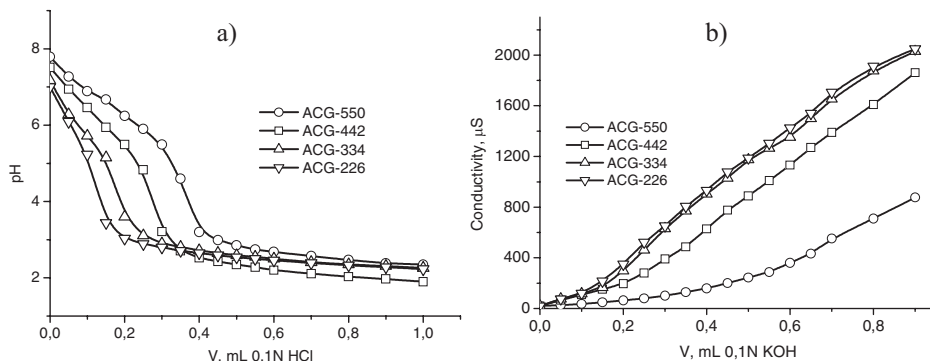 a)
8
6
4
2
pH
ACG-550
ACG-442
ACG-334
ACG-226
0,0 0,2 0,4 0,6 0,8 1,0
V, mL 0,1N HCl
b)
2000
1600
1200
800
400
0
Conductivity, µS
ACG-550
ACG-442
ACG-334
ACG-226
0,0 0,2 0,4 0,6 0,8
V, mL 0,1N KOH